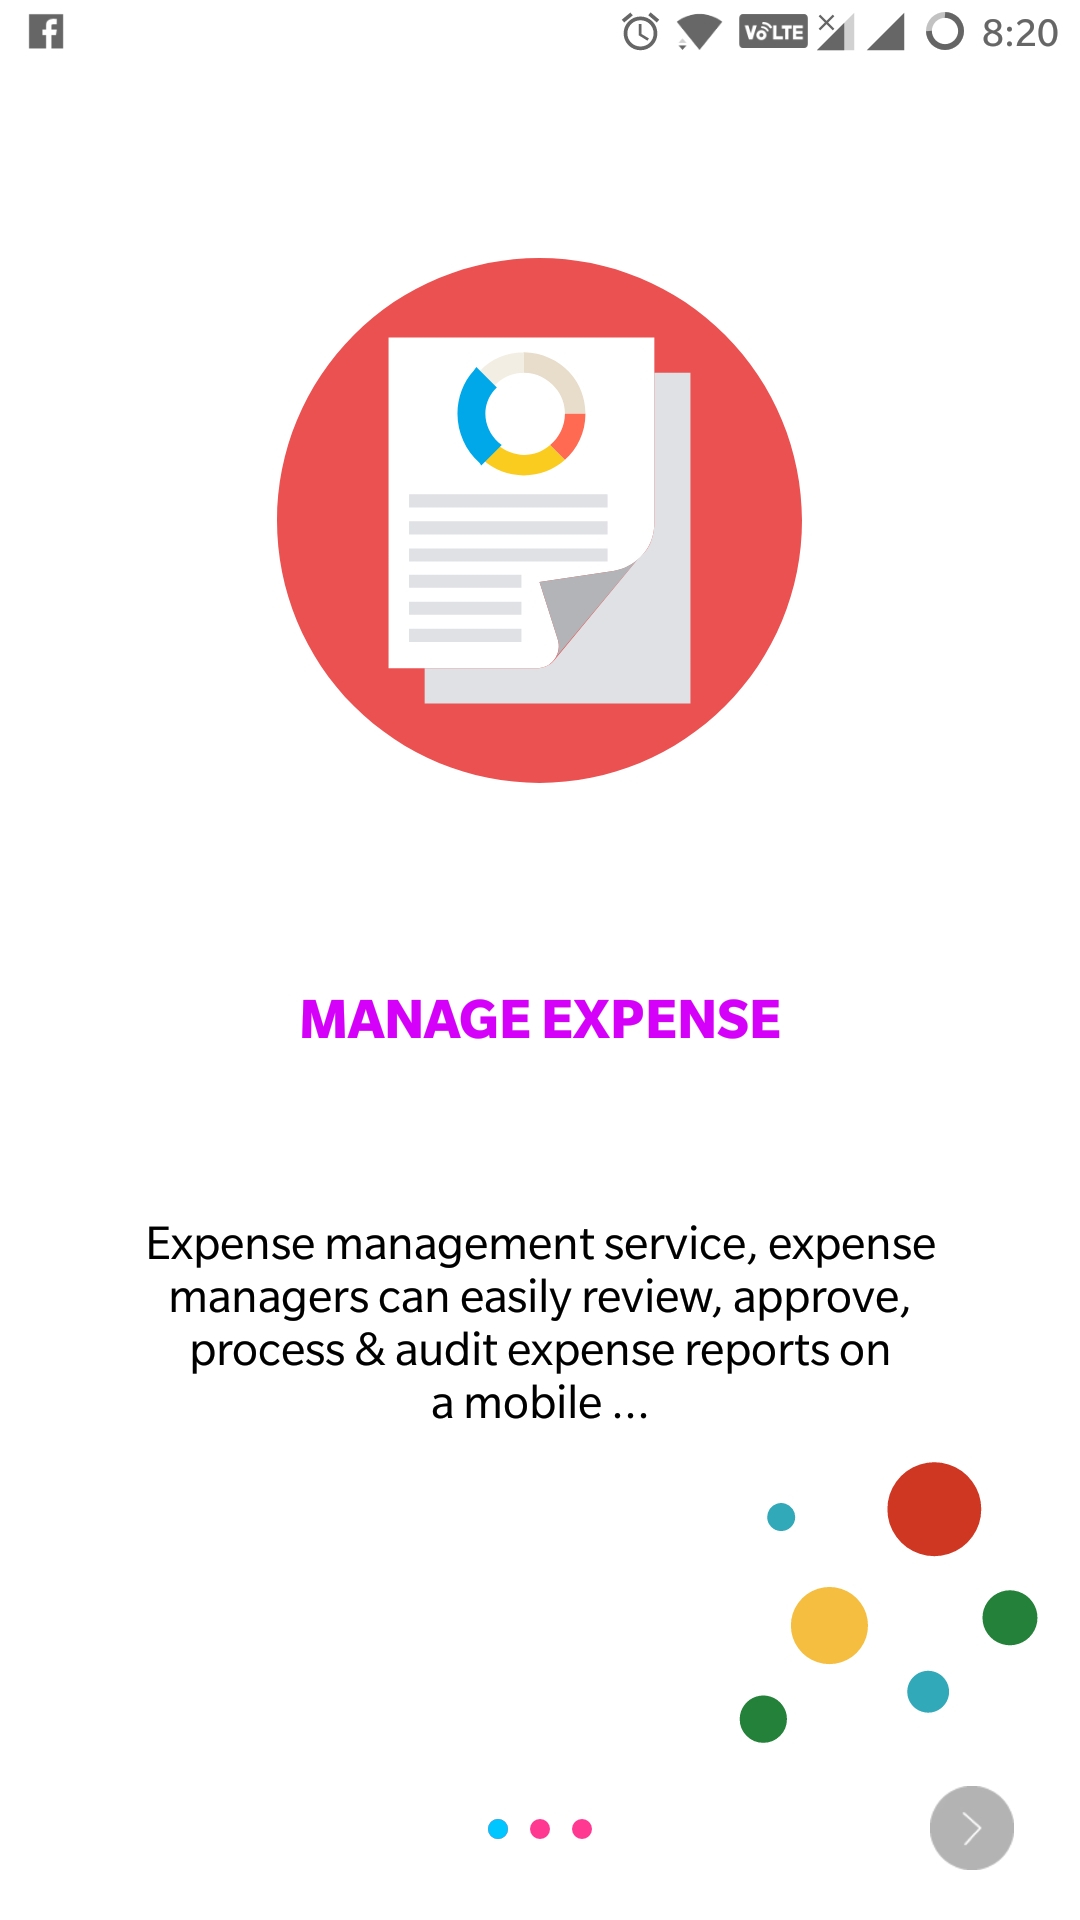 VoLTE 8:20
MANAGE EXPENSE
Expense management service, expense
managers can easily review, approve,
process & audit expense reports on
a mobile ...